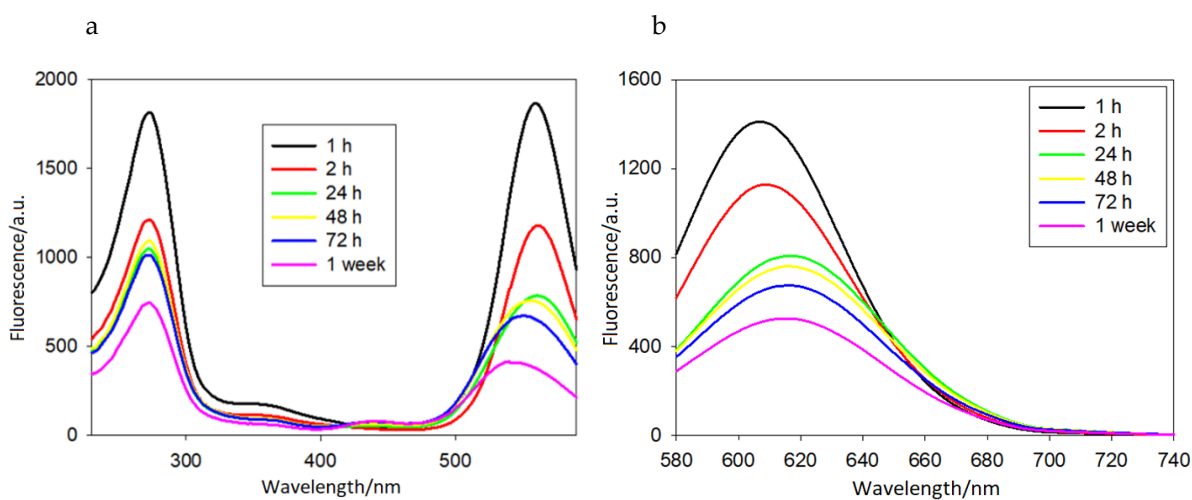 a
Fluorescence/a.u.
2000
1500
1000
500
0
300 400 500
Wavelength/nm
1 h
2 h
24 h
48 h
72 h
1 week
b
Fluorescence/a.u.
1600
1200
800
400
0
580 600 620 640 660 680 700 720 740
Wavelength/nm
1 h
2 h
24 h
48 h
72 h
1 week